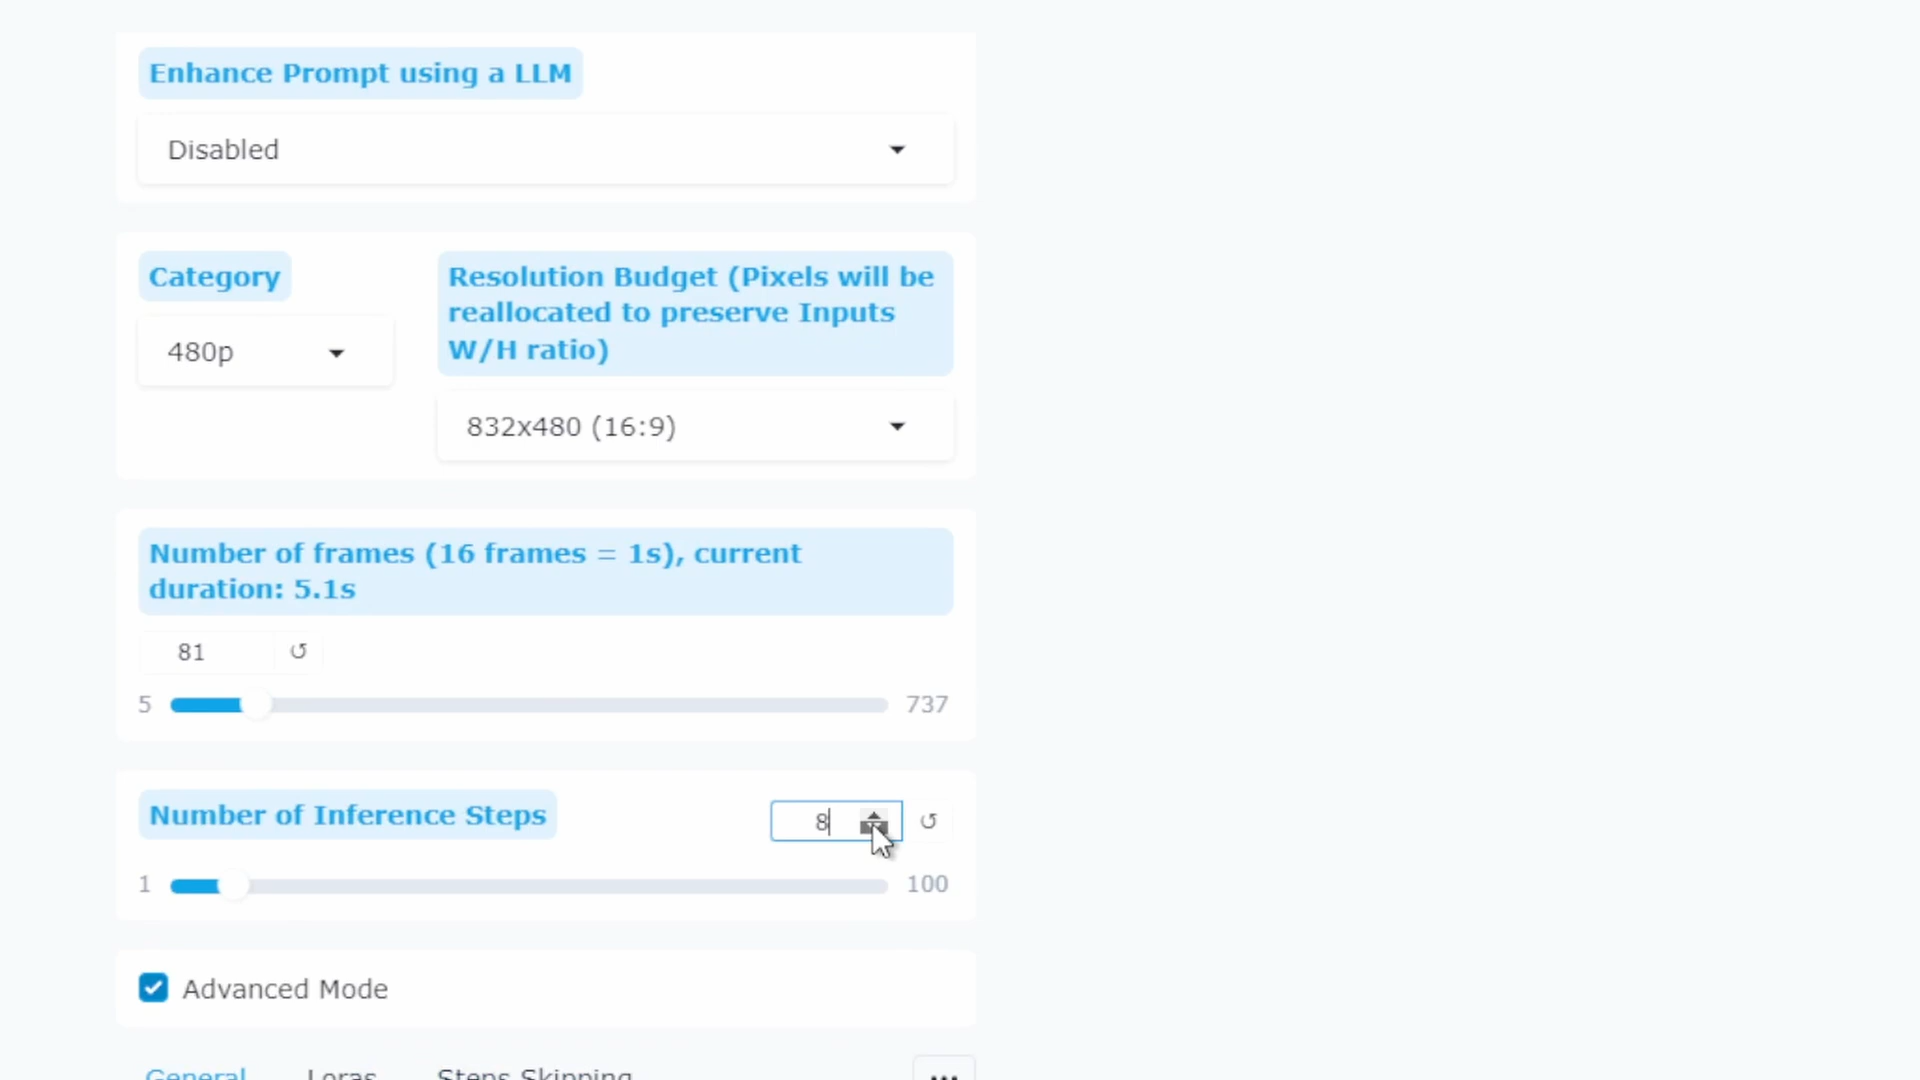 Enhance Prompt using a LLM
Disabled
Category
480p
Resolution Budget (Pixels will be
reallocated to preserve Inputs
W/H ratio)
832x480 (16:9)
Number of frames (16 frames = 1s), current
duration: 5.1s
81
5
737
Number of Inference Steps
8
1
100
Advanced Mode
General
Loras
Steps Skipping
...